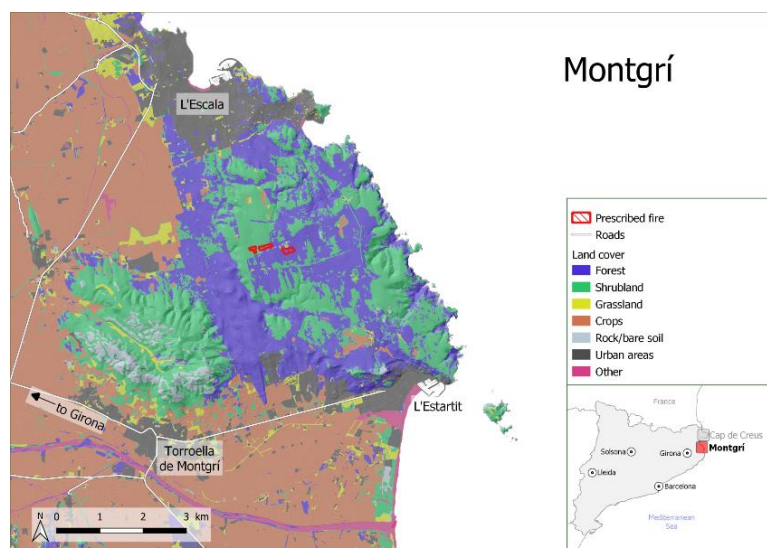 Montgrí
L'Escala
L'Estartit
to Girona
Torroella
de Montgrí
N
0 1 2 3 km
Prescribed fire
Roads
Land cover
Forest
Shrubland
Grassland
Crops
Rock/bare soil
Urban areas
Other
France
Cap de Creus
Montgrí
Solsona
Girona
Lleida
Barcelona
Mediterranean
Sea